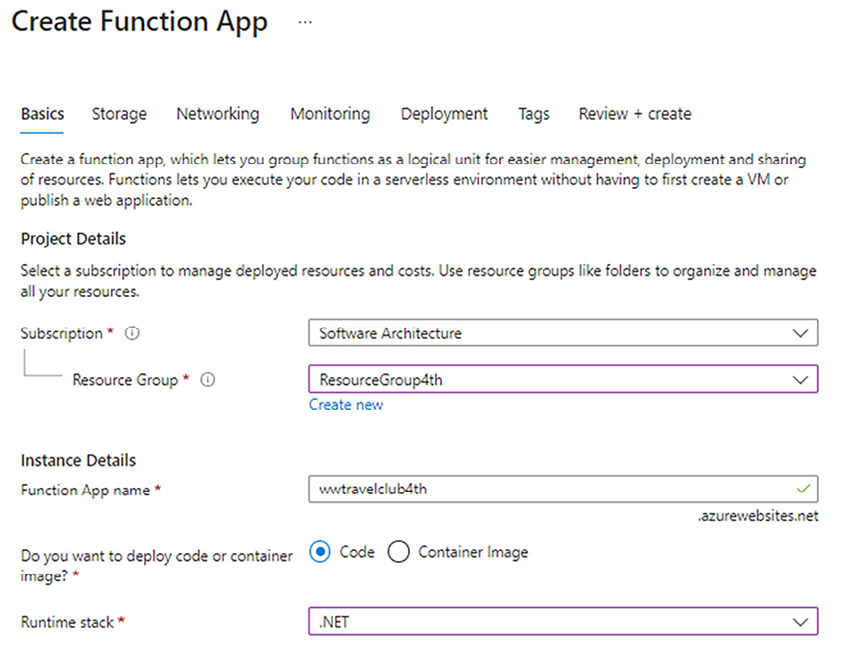 Create Function App ...
Basics Storage Networking Monitoring Deployment Tags Review + create
Create a function app, which lets you group functions as a logical unit for easier management, deployment and sharing
of resources. Functions lets you execute your code in a serverless environment without having to first create a VM or
publish a web application.
Project Details
Select a subscription to manage deployed resources and costs. Use resource groups like folders to organize and manage
all your resources.
Subscription * Software Architecture
Resource Group * ResourceGroup4th
Create new
Instance Details
Function App name * wwtravelclub4th
.azurewebsites.net
Do you want to deploy code or container Code Container Image
image? *
Runtime stack * .NET